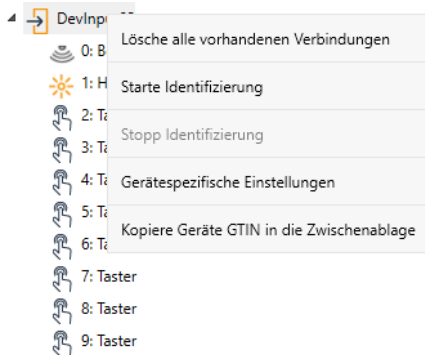 DevInpu
Lösche alle vorhandenen Verbindungen
0: B
1: H
Starte Identifizierung
2: Ta
Stopp Identifizierung
3: Ta
4: Ta
Gerätespezifische Einstellungen
5: Ta
Kopiere Geräte GTIN in die Zwischenablage
6: Ta
7: Taster
8: Taster
9: Taster